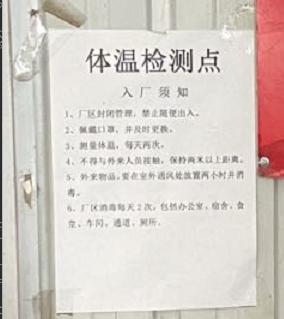 体温检测点
入厂须知
1、厂区封闭管理，禁止随便出入。
2、佩戴口罩，并及时更换。
3、测量体温，每天两次。
4、不得与外来人员接触，保持两米以上距离。
5、外来物品，要在室外通风处放置两小时并消
毒。
6、厂区消毒每天2次，包括办公室、宿舍、食
堂、车间、通道、厕所。